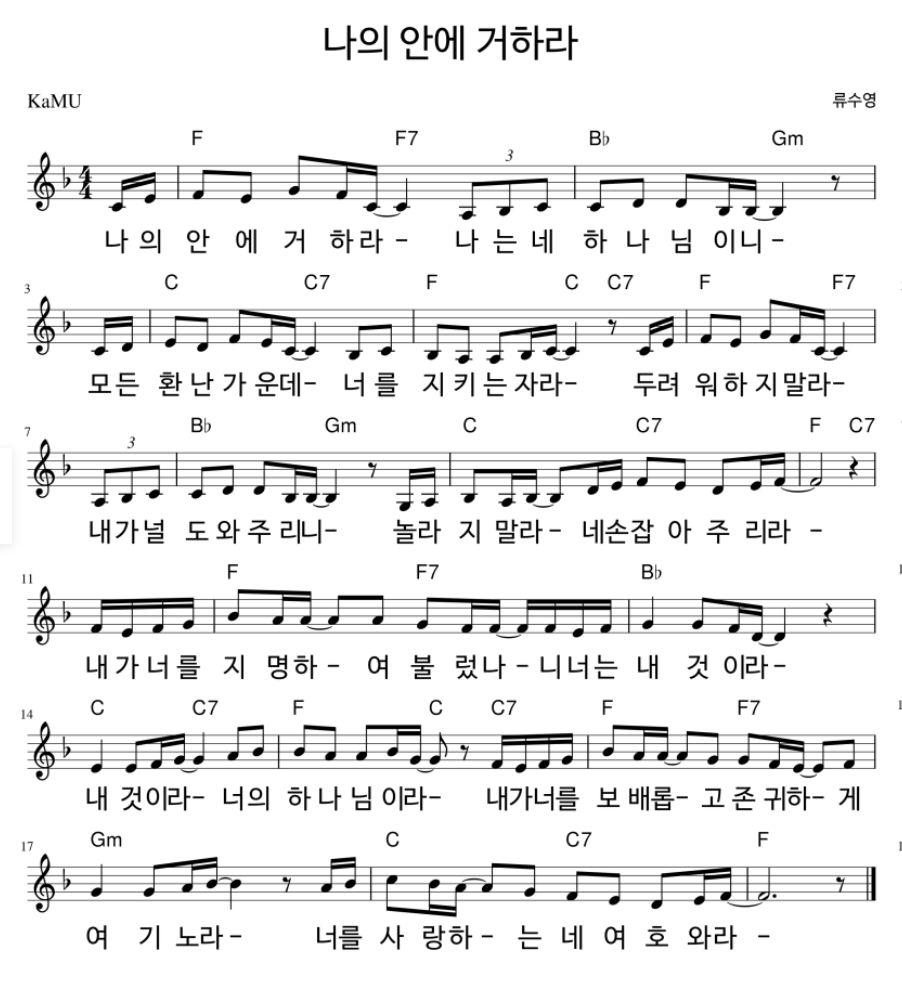 나의 안에 거하라
KaMU 류수영
F F7 B♭ Gm
3
나 의 안 에 거 하 라 - 나 는 네 하 나 님 이 니 -
3 C C7 F C C7 F F7
모 든 환 난 가 운 데 - 너 를 지 키 는 자 라 - 두 려 워 하 지 말 라 -
7 B♭ Gm C C7 F C7
3
내 가 널 도 와 주 리 니 - 놀 라 지 말 라 - 네 손 잡 아 주 리 라 -
11 F F7 B♭
내 가 너 를 지 명 하 - 여 불 렀 나 - 니 너 는 내 것 이 라 -
14 C C7 F C C7 F F7
내 것 이 라 - 너 의 하 나 님 이 라 - 내 가 너 를 보 배 롭 - 고 존 귀 하 - 게
17 Gm C C7 F
여 기 노 라 - 너 를 사 랑 하 - 는 네 여 호 와 라 -